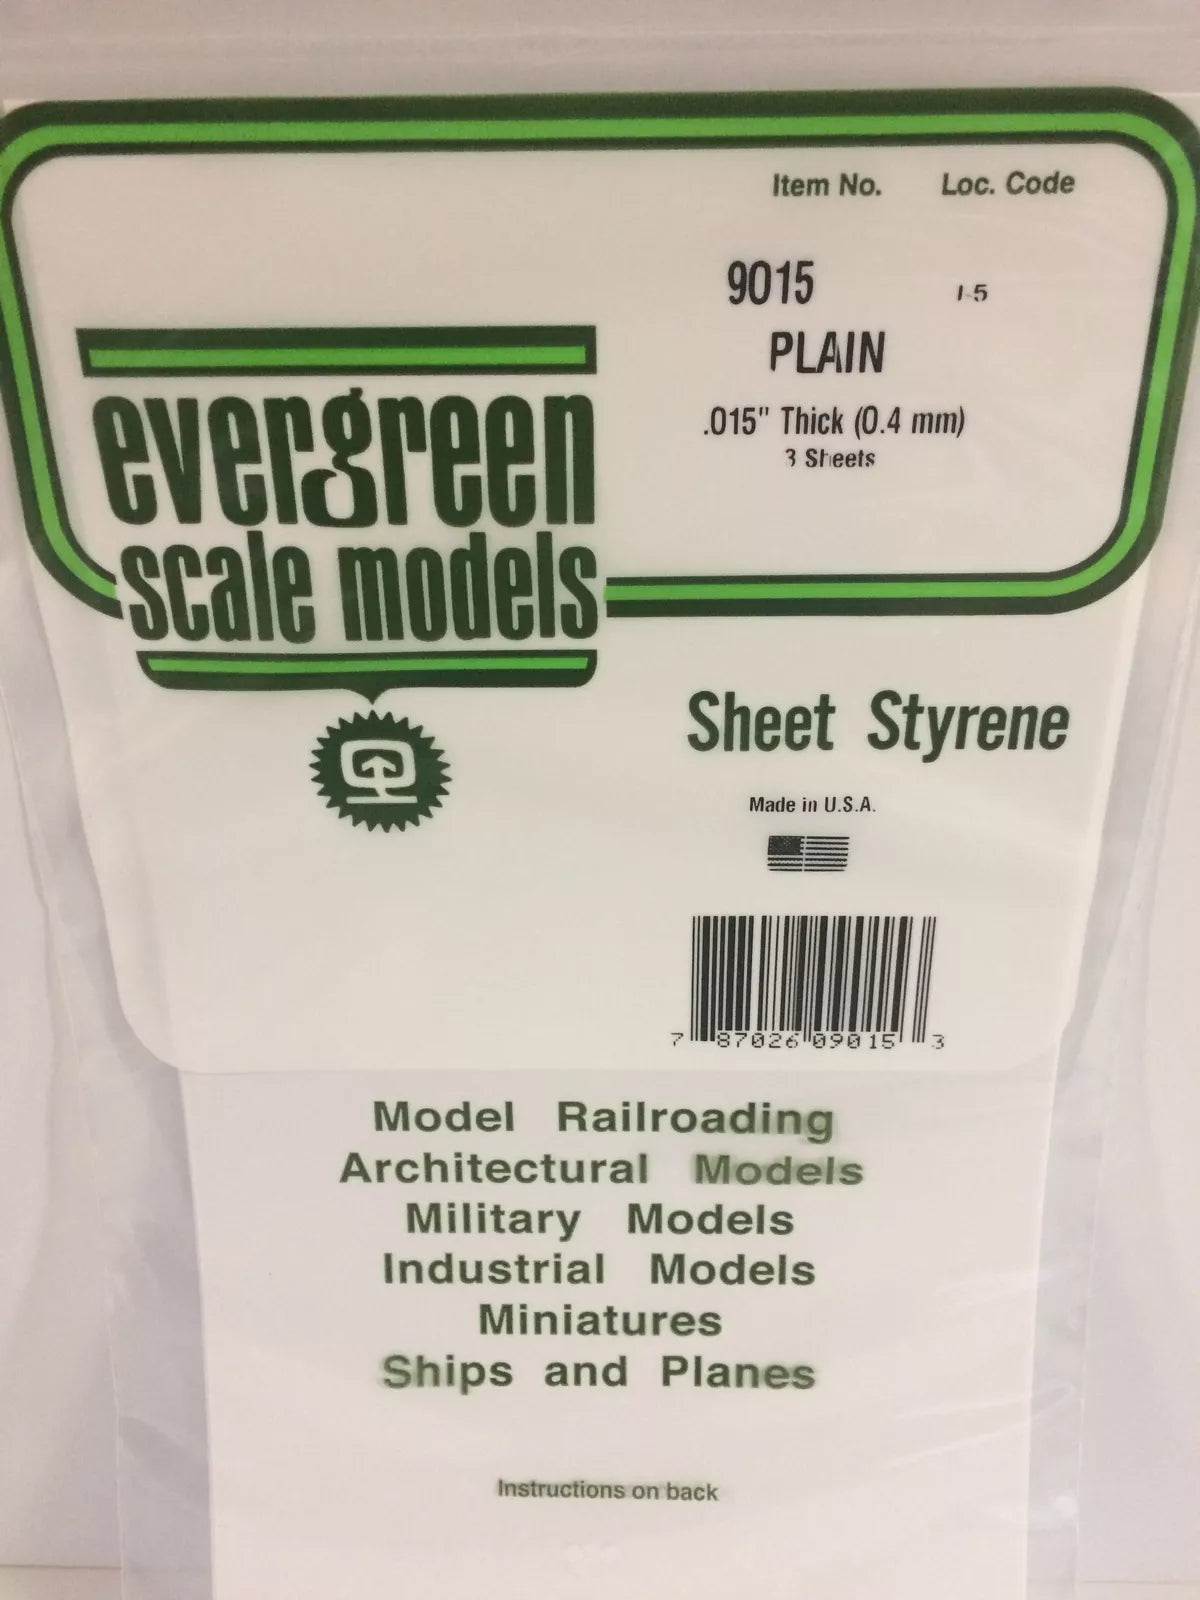 Item No. Loc. Code
9015 I-5
PLAIN
.015" Thick (0.4 mm)
3 Sheets
evergreen
scale models
Sheet Styrene
Made in U.S.A.
7 87026 09015 3
Model Railroading
Architectural Models
Military Models
Industrial Models
Miniatures
Ships and Planes
Instructions on back